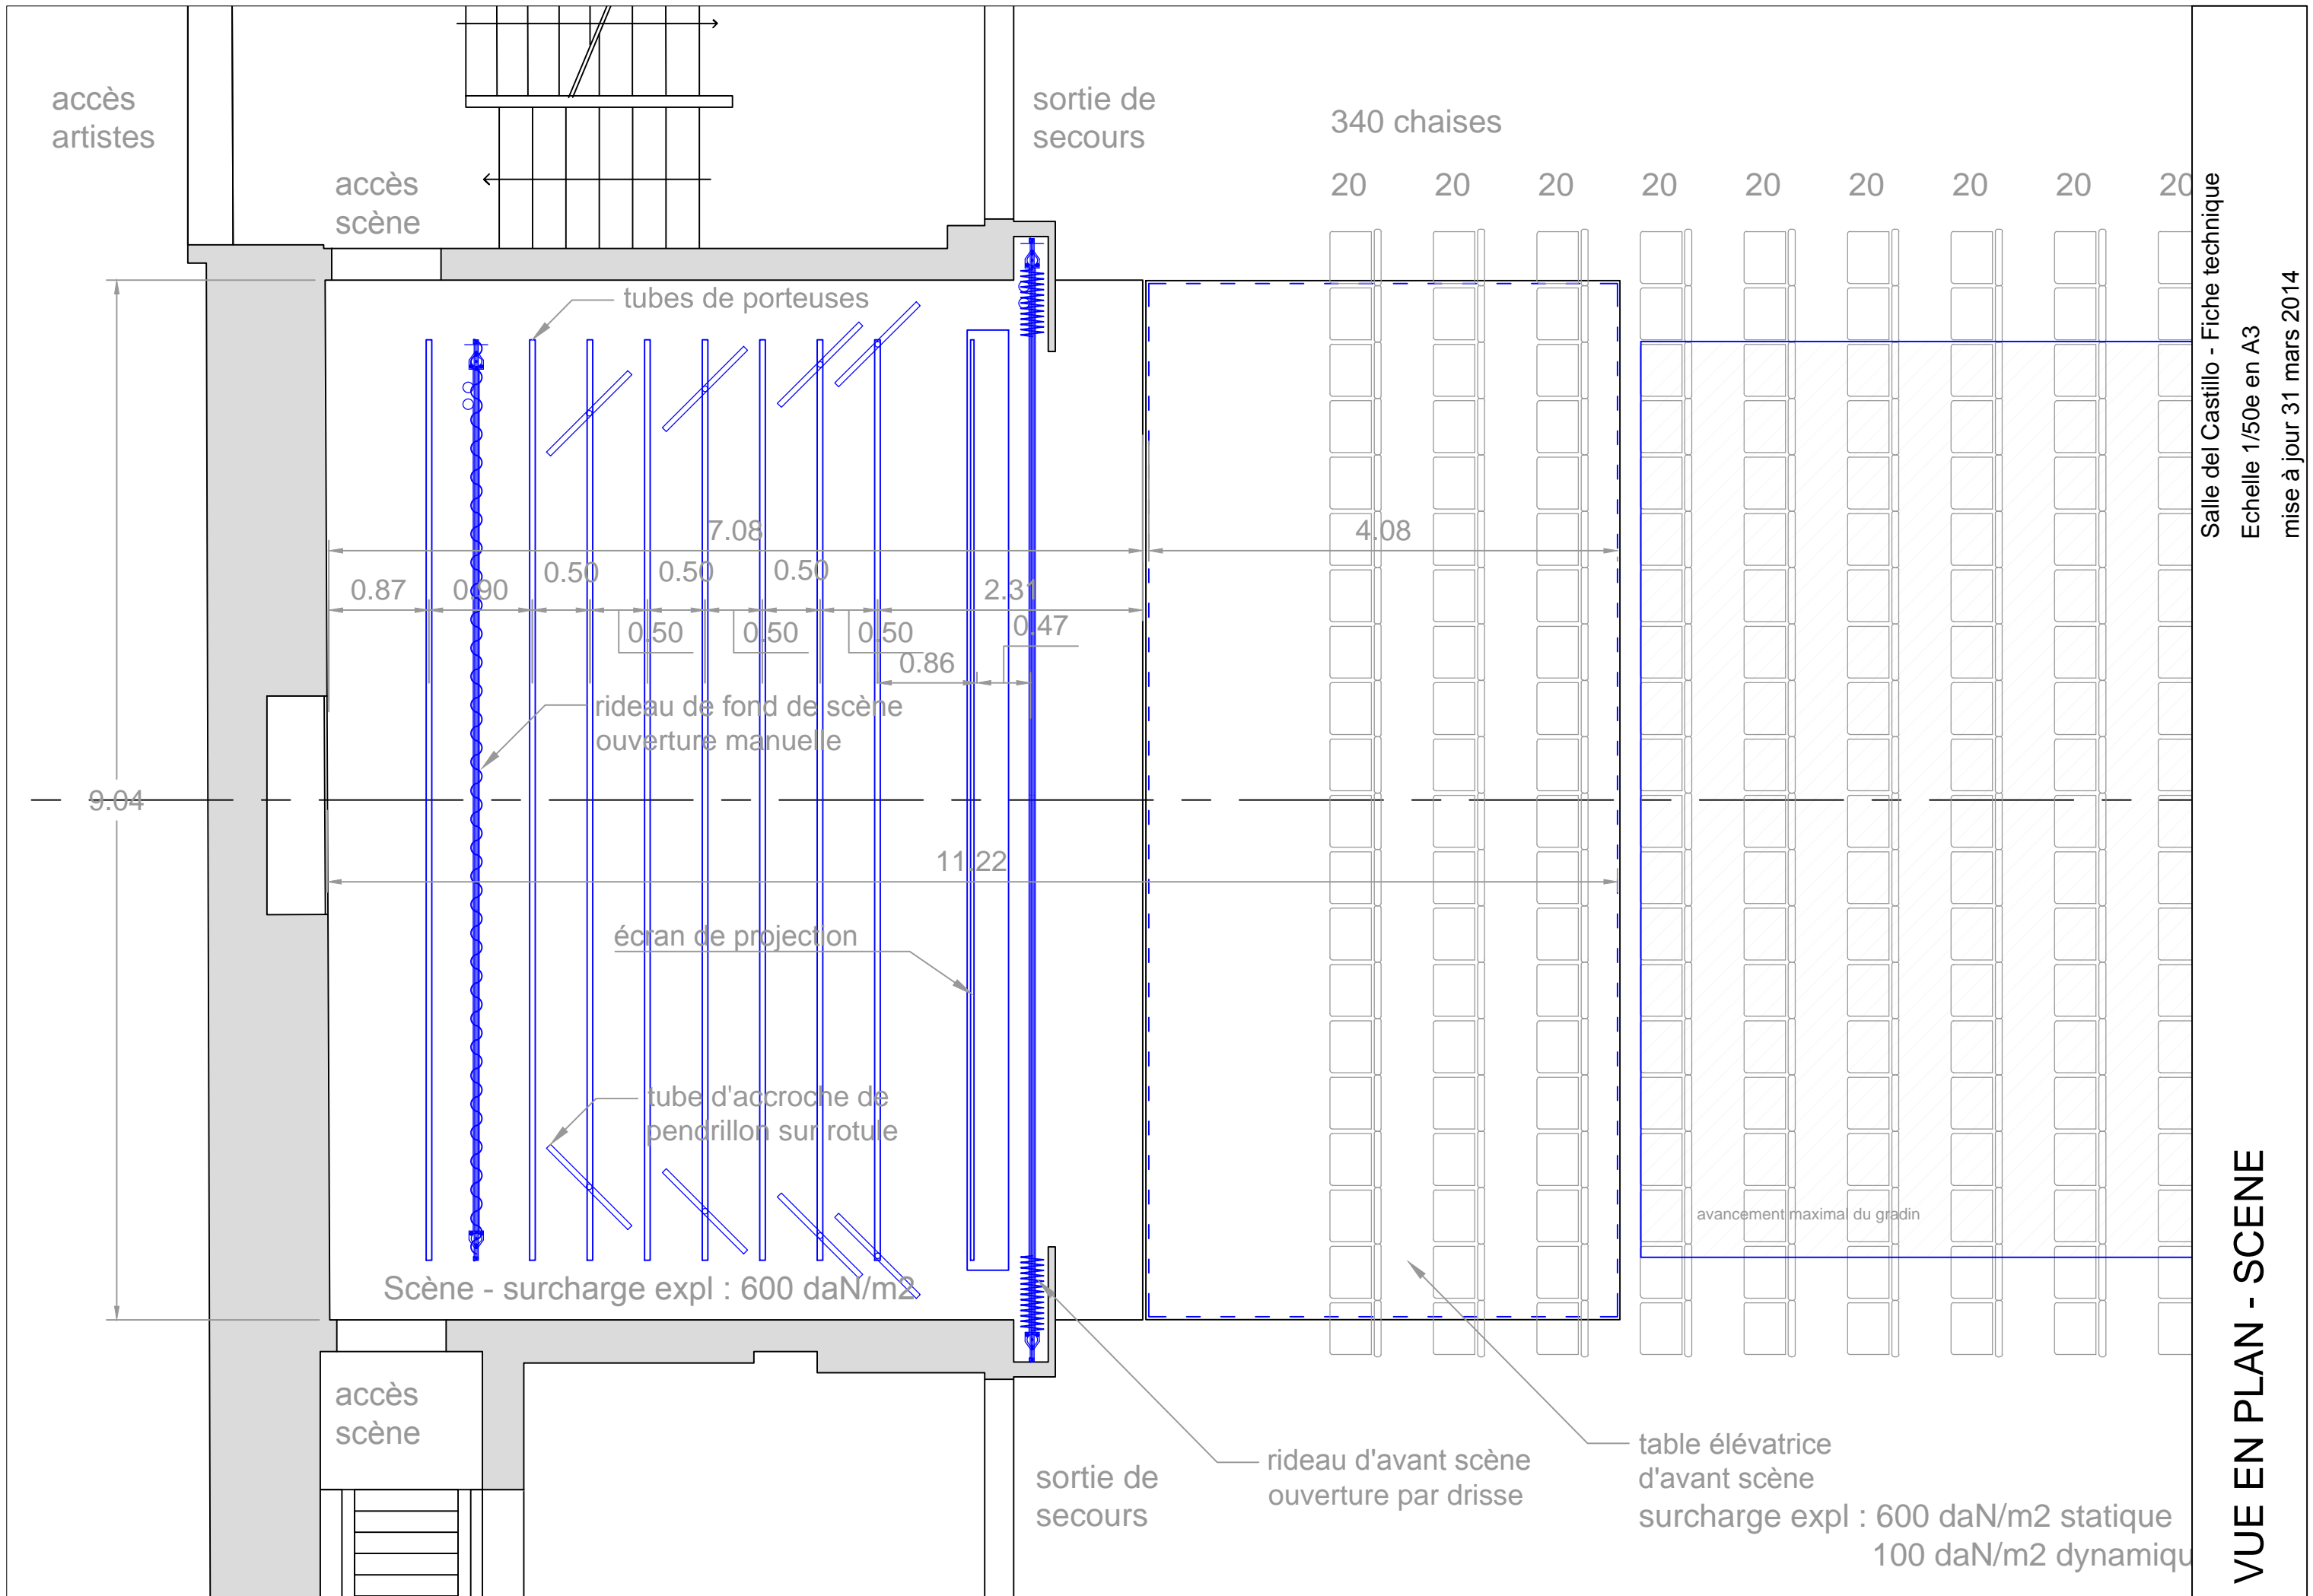 accès
artistes
accès
scène
sortie de
secours
340 chaises
20 20 20 20 20 20 20 20 20
tubes de porteuses
7.08
4.08
0.50 0.50 0.50
0.87 0.90 2.31
0.50 0.50 0.50 0.47
0.86
rideau de fond de scène
ouverture manuelle
9.04
11.22
écran de projection
tube d'accroche de
pendrillon sur rotule
avancement maximal du gradin
Scène - surcharge expl : 600 daN/m2
accès
scène
sortie de
secours
rideau d'avant scène
ouverture par drisse
table élévatrice
d'avant scène
surcharge expl : 600 daN/m2 statique
100 daN/m2 dynamiqu
Salle del Castillo - Fiche technique
Echelle 1/50e en A3
mise à jour 31 mars 2014
VUE EN PLAN - SCENE